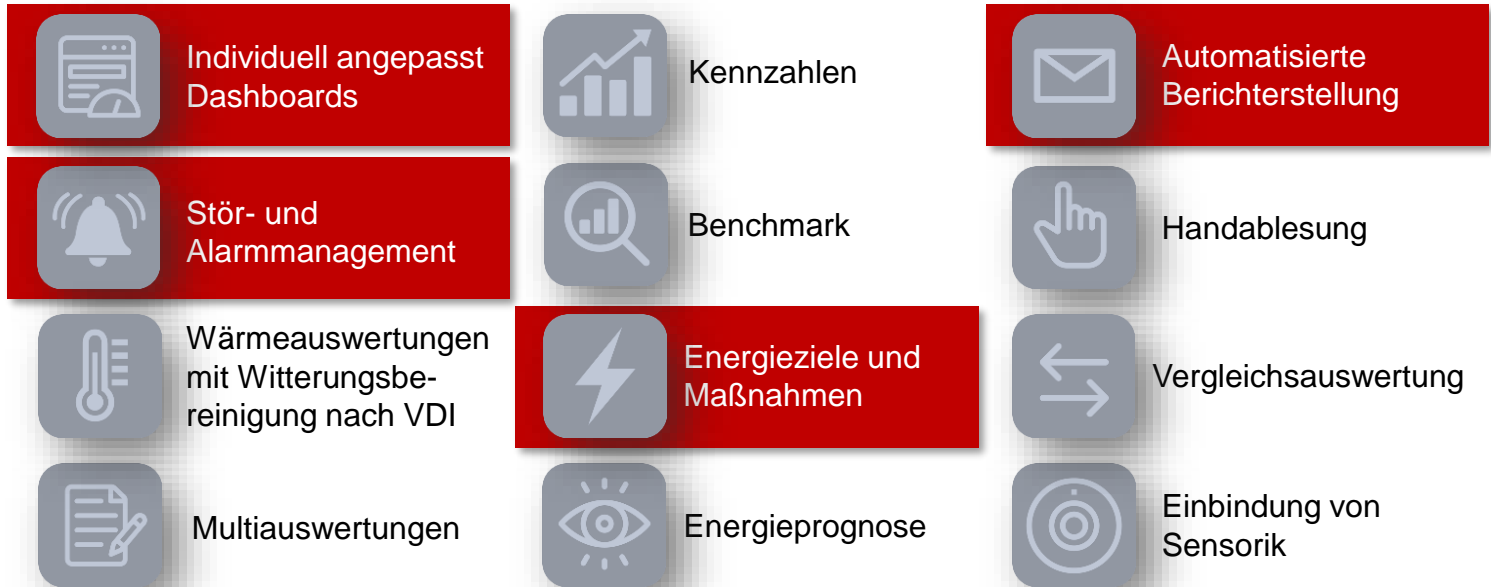 Individuell angepasst
Dashboards
Kennzahlen
Automatisierte
Berichterstellung
Stör- und
Alarmmanagement
Benchmark
Handablesung
Wärmeauswertungen
mit Witterungsbe-
reinigung nach VDI
Energieziele und
Maßnahmen
Vergleichsauswertung
Multiauswertungen
Energieprognose
Einbindung von
Sensorik